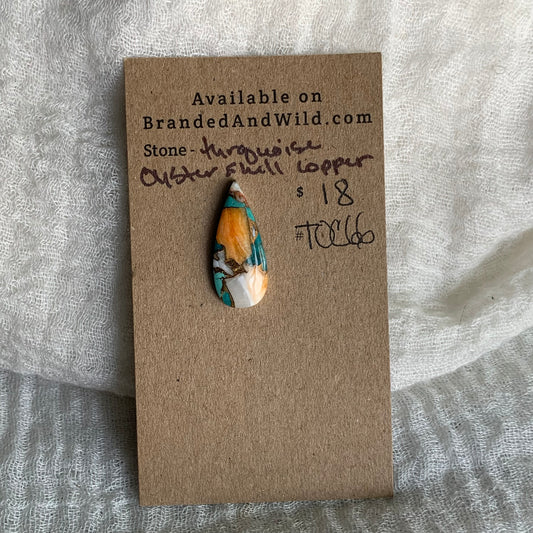 Available on
BrandedAndWild.com
Stone - turquoise
Oyster Shell Copper
$ 18
#TOC66